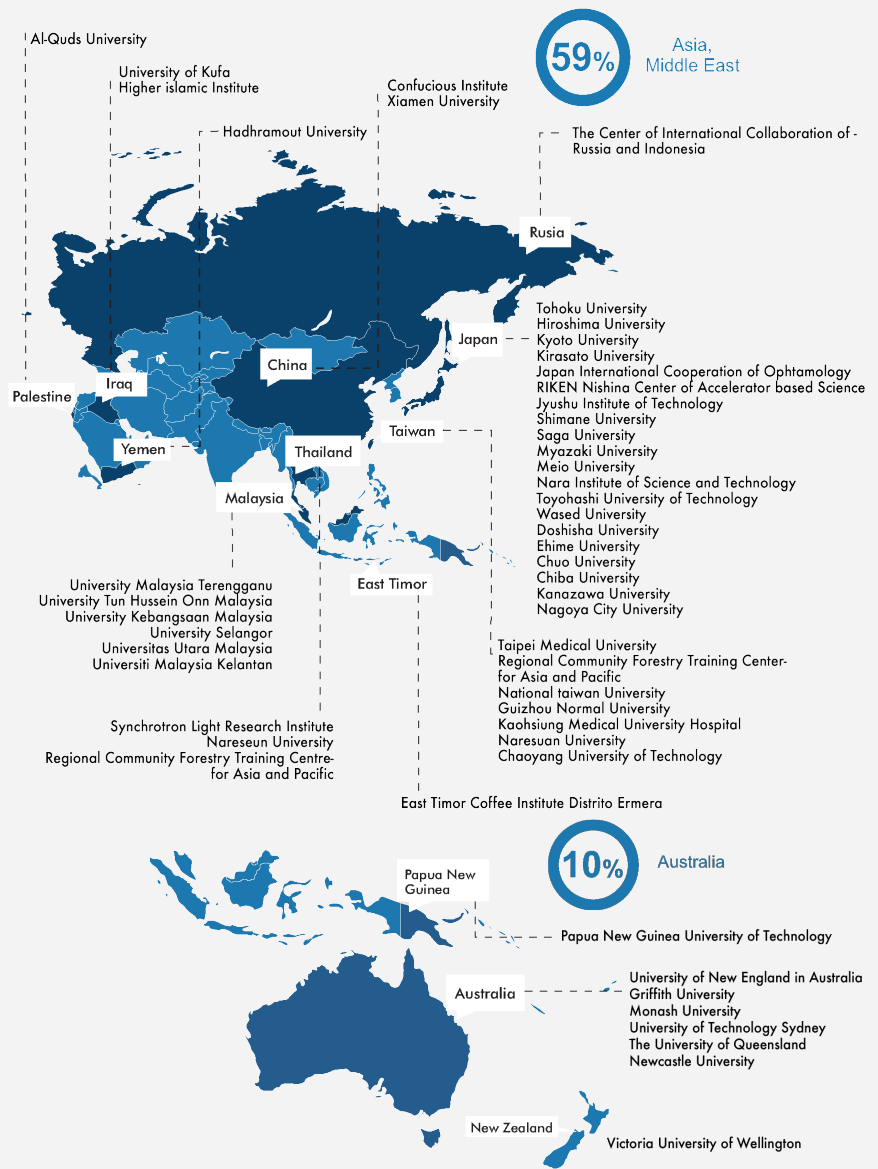 Al-Quds University
59%
Asia,
Middle East
University of Kufa
Higher islamic Institute
Confucious Institute
Xiamen University
Hadhramout University
The Center of International Collaboration of -
Russia and Indonesia
Rusia
Japan
Tohoku University
Hiroshima University
Kyoto University
Kirasato University
Japan International Cooperation of Ophtamology
RIKEN Nishina Center of Accelerator based Science
Jyushu Institute of Technology
Shimane University
Saga University
Myazaki University
Meio University
Nara Institute of Science and Technology
Toyohashi University of Technology
Wased University
Doshisha University
Ehime University
Chuo University
Chiba University
Kanazawa University
Nagoya City University
China
Iraq
Palestine
Taiwan
Yemen
Thailand
Malaysia
East Timor
University Malaysia Terengganu
University Tun Hussein Onn Malaysia
University Kebangsaan Malaysia
University Selangor
Universitas Utara Malaysia
Universiti Malaysia Kelantan
Taipei Medical University
Regional Community Forestry Training Center-
for Asia and Pacific
National taiwan University
Guizhou Normal University
Kaohsiung Medical University Hospital
Naresuan University
Chaoyang University of Technology
Synchrotron Light Research Institute
Nareseun University
Regional Community Forestry Training Centre-
for Asia and Pacific
East Timor Coffee Institute Distrito Ermera
10%
Australia
Papua New
Guinea
Papua New Guinea University of Technology
Australia
University of New England in Australia
Griffith University
Monash University
University of Technology Sydney
The University of Queensland
Newcastle University
New Zealand
Victoria University of Wellington